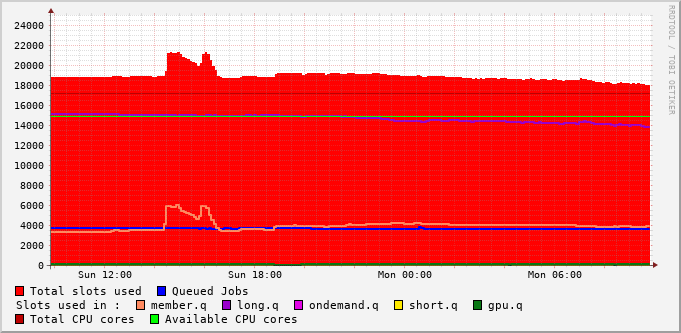 24000
22000
20000
18000
16000
14000
12000
10000
8000
6000
4000
2000
0
Sun 12:00 Sun 18:00 Mon 00:00 Mon 06:00
RRDTOOL / TOBI OETIKER
Total slots used Queued Jobs
Slots used in : member.q long.q ondemand.q short.q gpu.q
Total CPU cores Available CPU cores